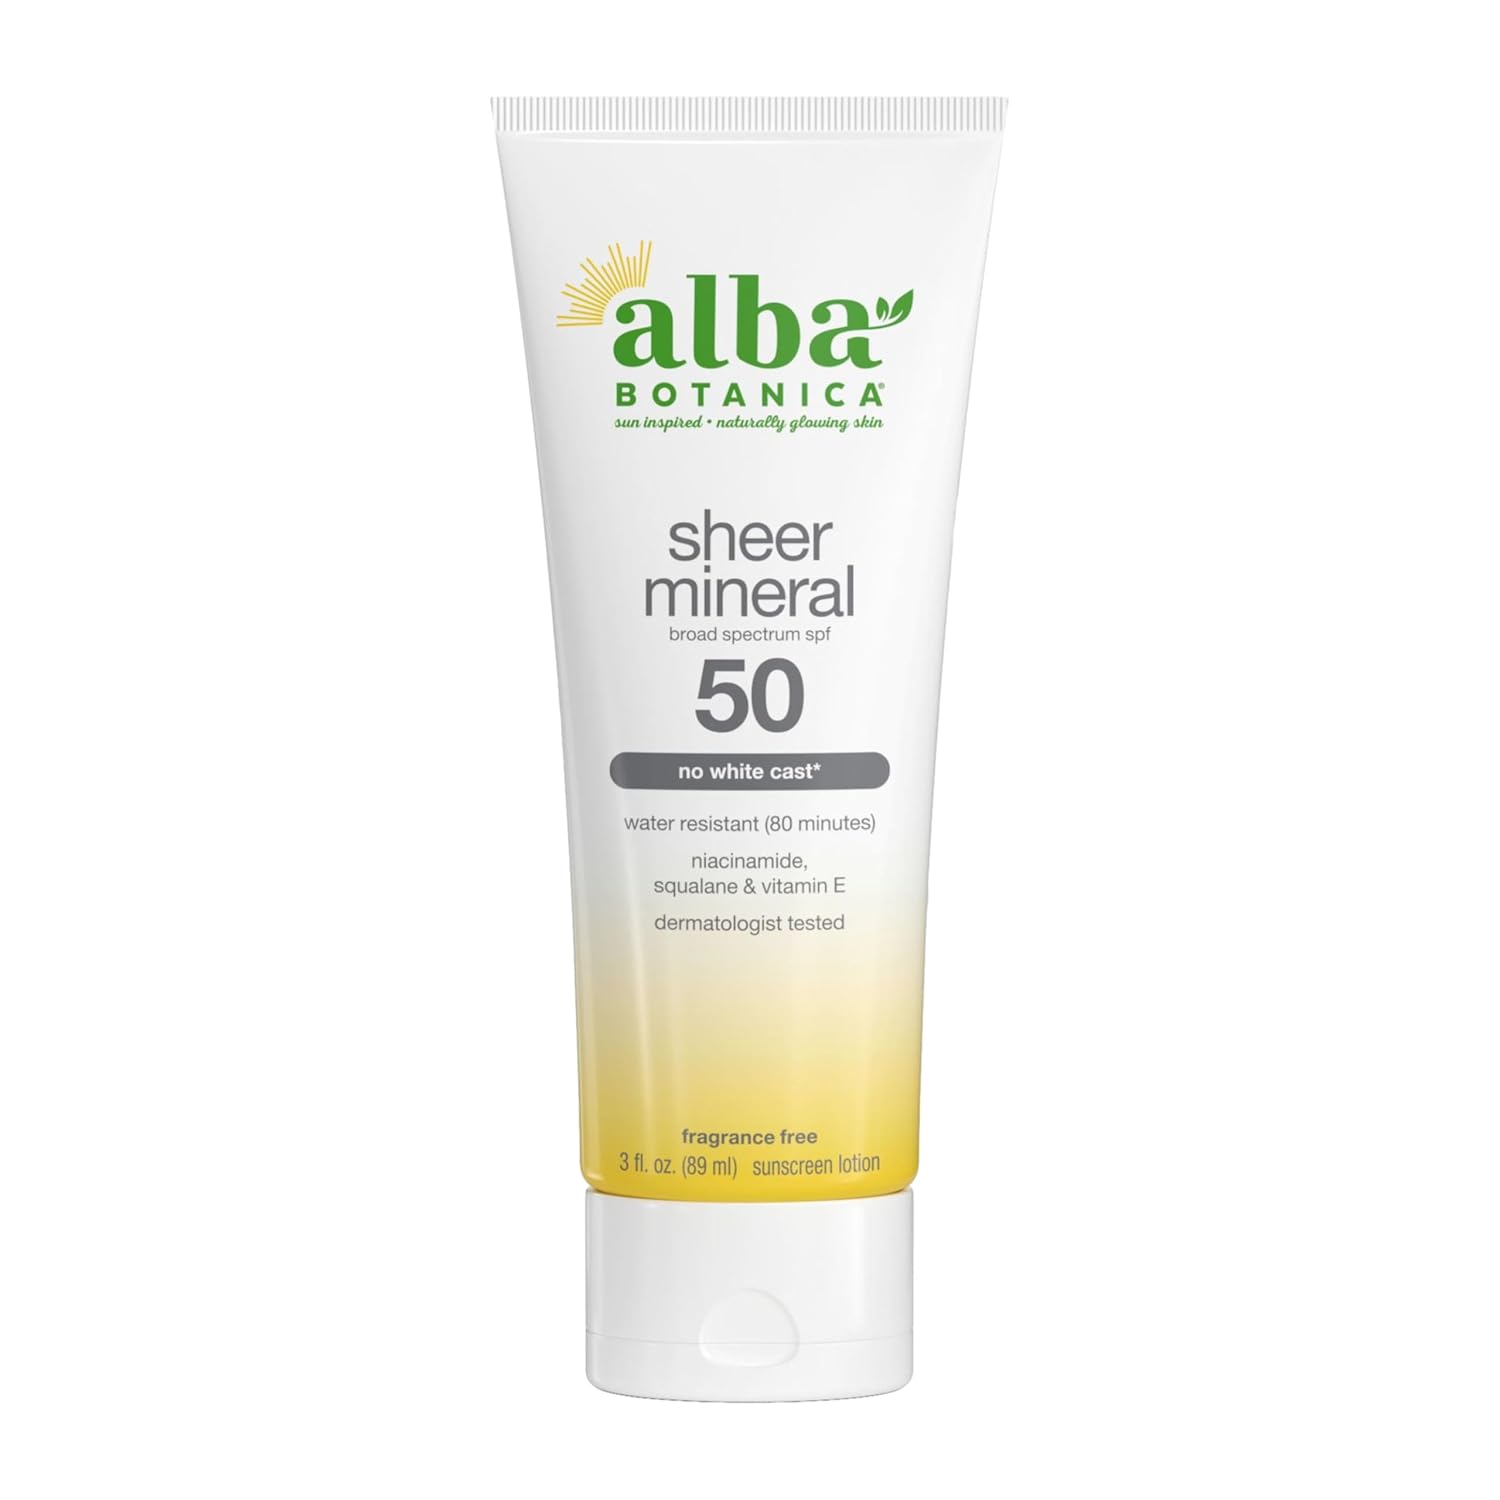 alba
BOTANICA®
sun inspired • naturally glowing skin
sheer
mineral
broad spectrum spf
50
no white cast*
water resistant (80 minutes)
niacinamide,
squalane & vitamin E
dermatologist tested
fragrance free
3 fl. oz. (89 ml) sunscreen lotion